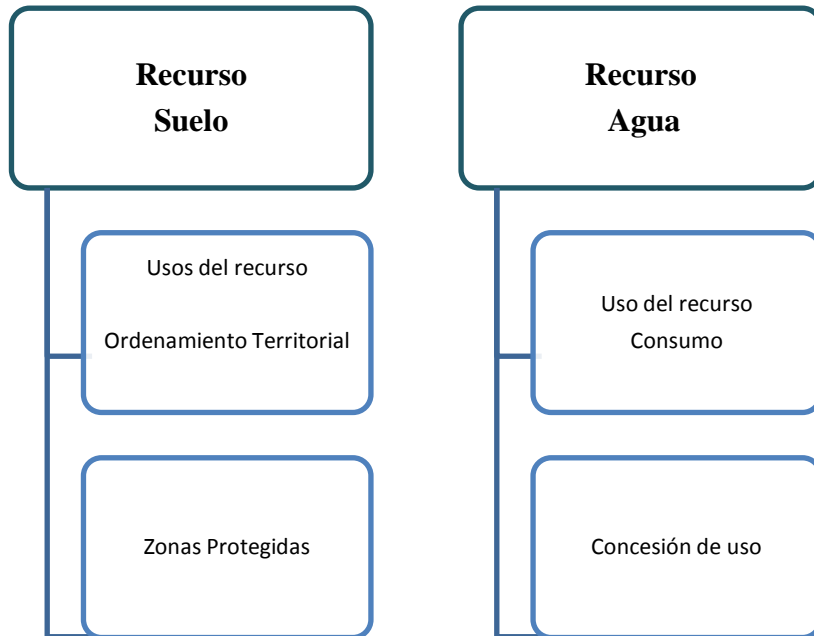 Recurso
Suelo
Usos del recurso
Ordenamiento Territorial
Zonas Protegidas
Recurso
Agua
Uso del recurso
Consumo
Concesión de uso